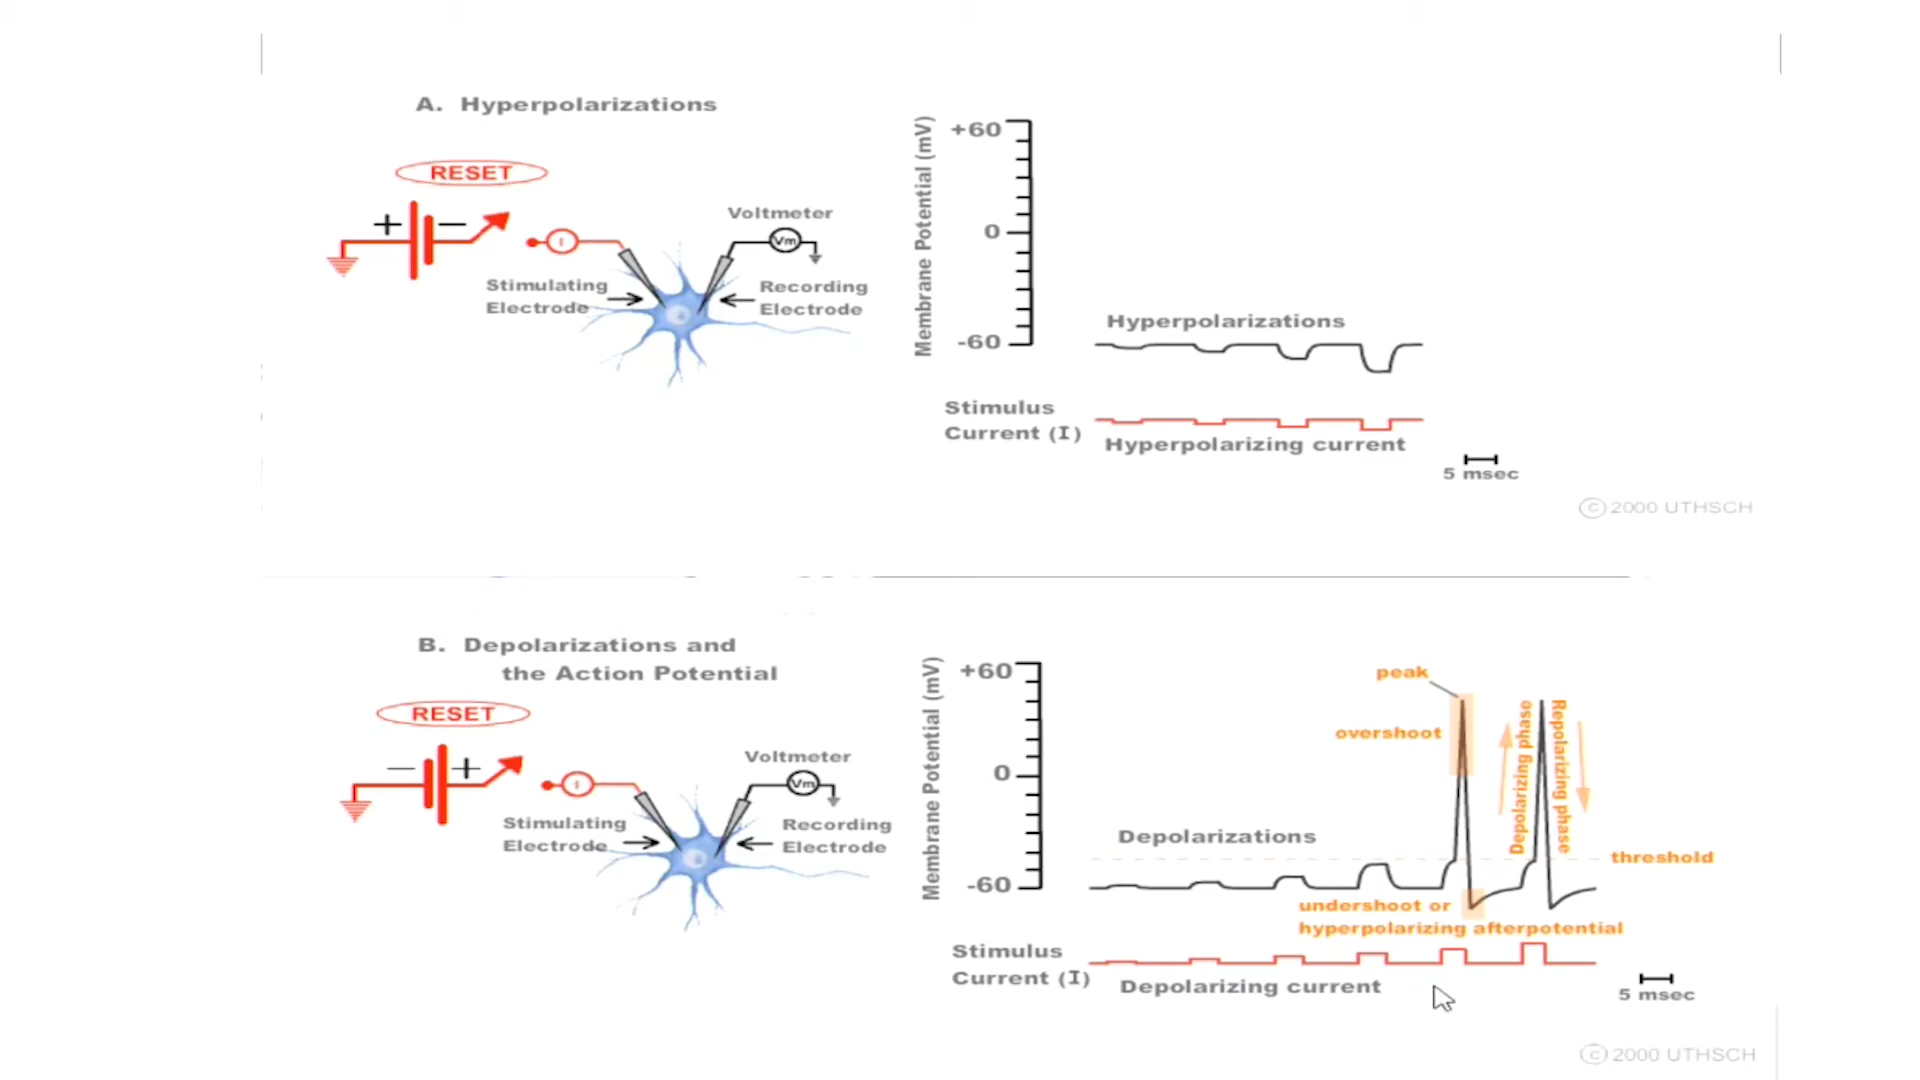 A. Hyperpolarizations
RESET
+
−
I
Voltmeter
Vm
Stimulating
Electrode
Recording
Electrode
Membrane Potential (mV)
+60
0
-60
Hyperpolarizations
Stimulus
Current (I)
Hyperpolarizing current
5 msec
© 2000 UTHSCH
B. Depolarizations and
the Action Potential
RESET
−
+
I
Voltmeter
Vm
Stimulating
Electrode
Recording
Electrode
Membrane Potential (mV)
+60
0
-60
peak
overshoot
Depolarizing phase
Repolarizing phase
Depolarizations
threshold
undershoot or
hyperpolarizing afterpotential
Stimulus
Current (I)
Depolarizing current
5 msec
© 2000 UTHSCH